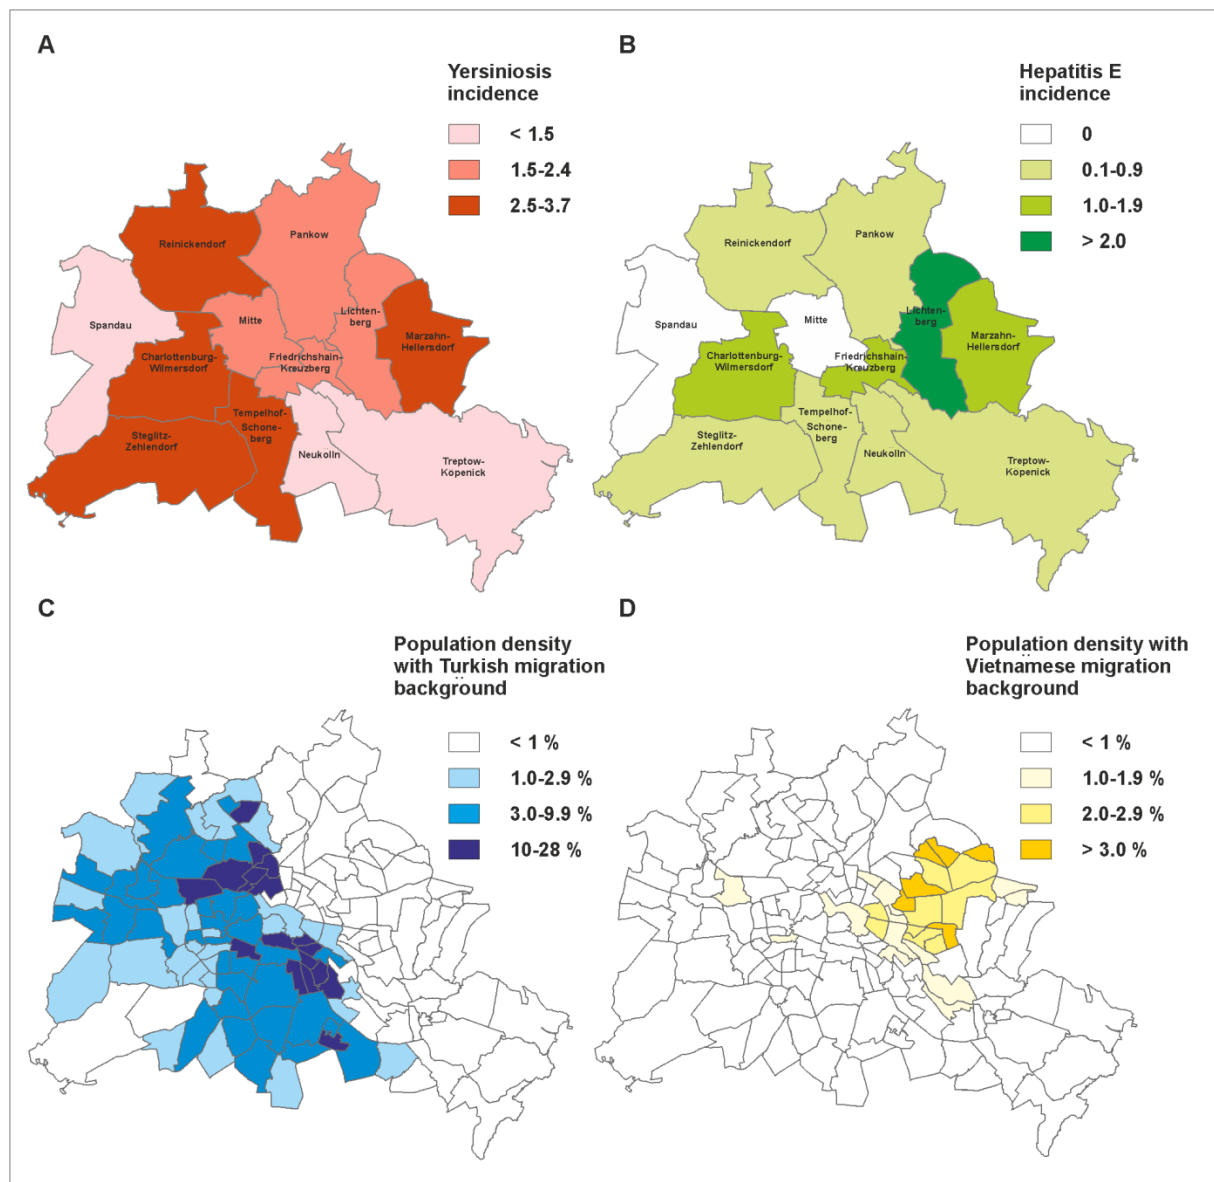 A
Yersiniosis
incidence
< 1.5
1.5-2.4
2.5-3.7
Reinickendorf
Pankow
Spandau
Mitte
Lichten-
berg
Marzahn-
Hellersdorf
Charlottenburg-
Wilmersdorf
Friedrichshain-
Kreuzberg
Tempelhof-
Schone-
berg
Steglitz-
Zehlendorf
Neukolln
Treptow-
Kopenick
B
Hepatitis E
incidence
0
0.1-0.9
1.0-1.9
> 2.0
Reinickendorf
Pankow
Spandau
Mitte
Lichten-
berg
Marzahn-
Hellersdorf
Charlottenburg-
Wilmersdorf
Friedrichshain-
Kreuzberg
Tempelhof-
Schone-
berg
Steglitz-
Zehlendorf
Neukolln
Treptow-
Kopenick
C
Population density
with Turkish migration
background
< 1 %
1.0-2.9 %
3.0-9.9 %
10-28 %
D
Population density with
Vietnamese migration
background
< 1 %
1.0-1.9 %
2.0-2.9 %
> 3.0 %